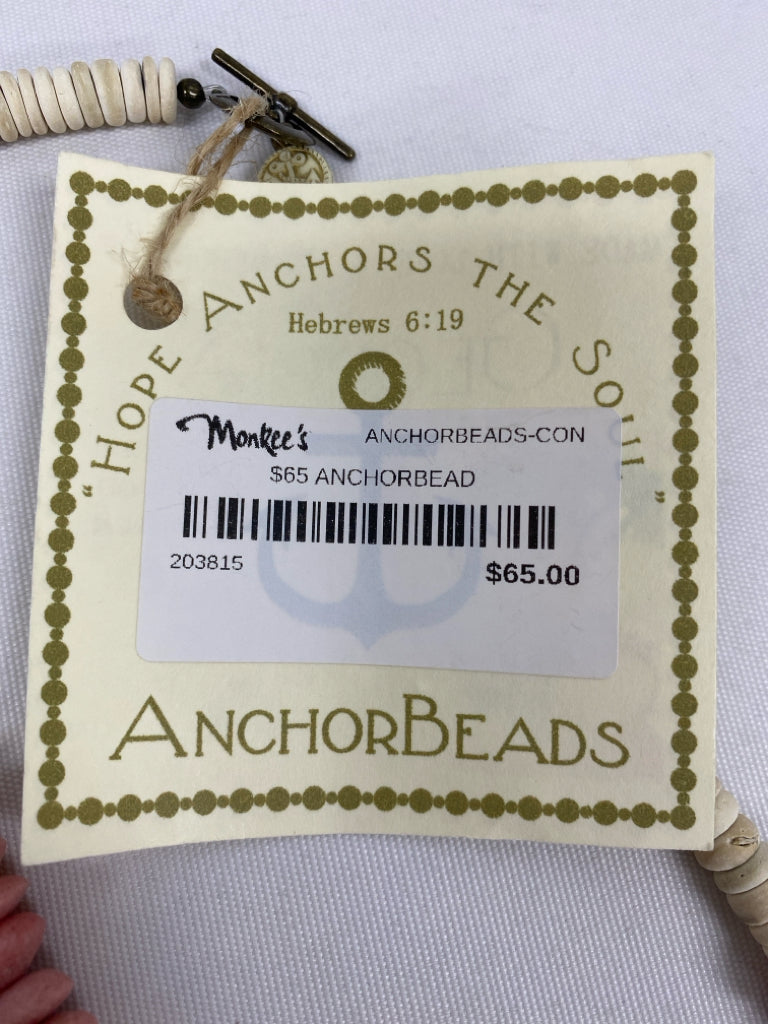 "HOPE ANCHORS THE SOUL"
Hebrews 6:19
Monkee's ANCHORBEADS-CON
$65 ANCHORBEAD
203815 $65.00
ANCHORBEADS